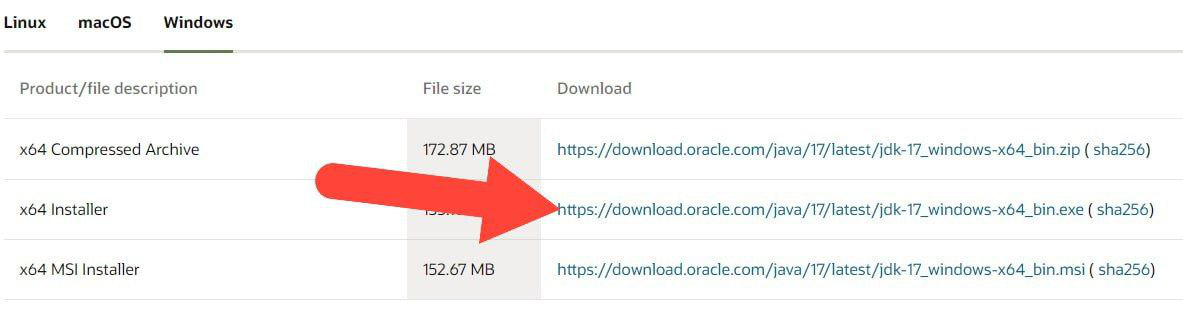 Linux macOS Windows
Product/file description File size Download
x64 Compressed Archive 172.87 MB https://download.oracle.com/java/17/latest/jdk-17_windows-x64_bin.zip ( sha256)
x64 Installer https://download.oracle.com/java/17/latest/jdk-17_windows-x64_bin.exe ( sha256)
x64 MSI Installer 152.67 MB https://download.oracle.com/java/17/latest/jdk-17_windows-x64_bin.msi ( sha256)